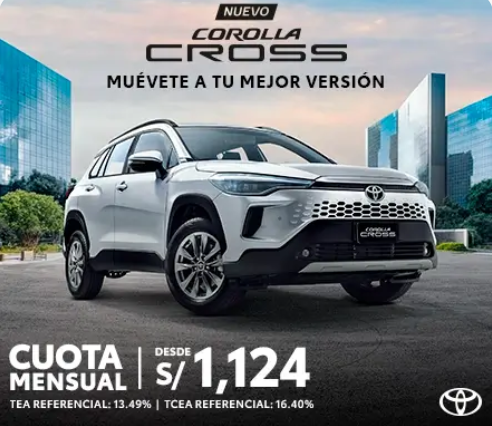 NUEVO
COROLLA
CROSS
MUÉVETE A TU MEJOR VERSIÓN
COROLLA
CROSS
CUOTA
MENSUAL
DESDE
S/ 1,124
TEA REFERENCIAL: 13.49% | TCEA REFERENCIAL: 16.40%